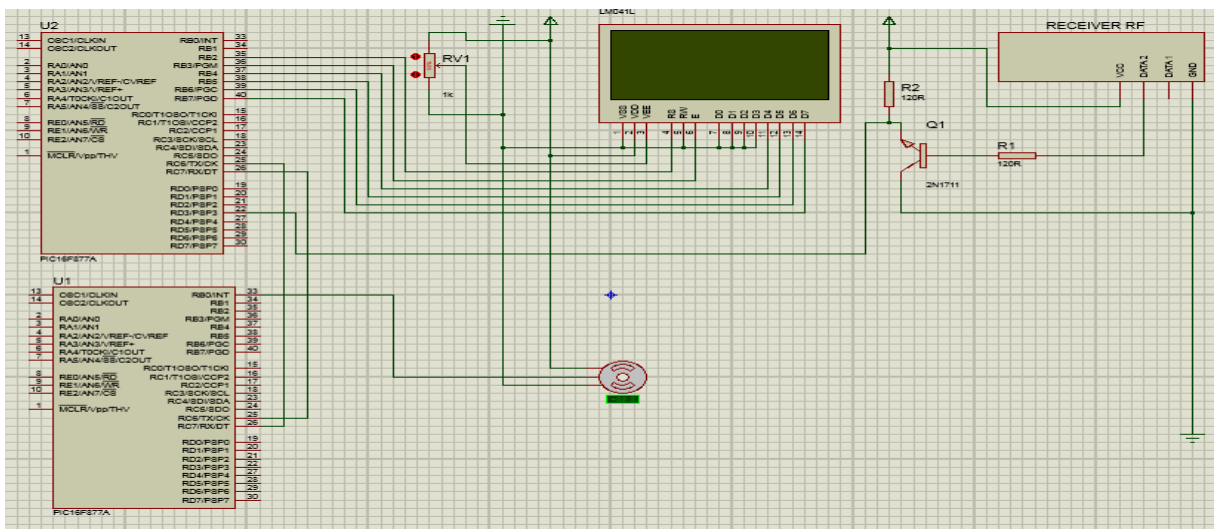 U2
13 OSC1/CLKIN
14 OSC2/CLKOUT
2 RA0/AN0
3 RA1/AN1
4 RA2/AN2/VREF-/CVREF
5 RA3/AN3/VREF+
6 RA4/T0CKI/C1OUT
7 RA5/AN4/SS/C2OUT
8 RE0/AN5/RD
9 RE1/AN6/WR
10 RE2/AN7/CS
1 MCLR/Vpp/THV
RB0/INT 33
RB1 34
RB2 35
RB3/PGM 36
RB4 37
RB5 38
RB6/PGC 39
RB7/PGD 40
RC0/T1OSO/T1CKI 15
RC1/T1OSI/CCP2 16
RC2/CCP1 17
RC3/SCK/SCL 18
RC4/SDI/SDA 23
RC5/SDO 24
RC6/TX/CK 25
RC7/RX/DT 26
RD0/PSP0 19
RD1/PSP1 20
RD2/PSP2 21
RD3/PSP3 22
RD4/PSP4 27
RD5/PSP5 28
RD6/PSP6 29
RD7/PSP7 30
PIC16F877A
RV1
1k
LM041L
VSS VDD VEE RS RW E D0 D1 D2 D3 D4 D5 D6 D7
1 2 3 4 5 6 7 8 9 10 11 12 13 14
R2
120R
Q1
2N1711
R1
120R
RECEIVER RF
VCC DATA2 DATA1 GND
U1
13 OSC1/CLKIN
14 OSC2/CLKOUT
2 RA0/AN0
3 RA1/AN1
4 RA2/AN2/VREF-/CVREF
5 RA3/AN3/VREF+
6 RA4/T0CKI/C1OUT
7 RA5/AN4/SS/C2OUT
8 RE0/AN5/RD
9 RE1/AN6/WR
10 RE2/AN7/CS
1 MCLR/Vpp/THV
RB0/INT 33
RB1 34
RB2 35
RB3/PGM 36
RB4 37
RB5 38
RB6/PGC 39
RB7/PGD 40
RC0/T1OSO/T1CKI 15
RC1/T1OSI/CCP2 16
RC2/CCP1 17
RC3/SCK/SCL 18
RC4/SDI/SDA 23
RC5/SDO 24
RC6/TX/CK 25
RC7/RX/DT 26
RD0/PSP0 19
RD1/PSP1 20
RD2/PSP2 21
RD3/PSP3 22
RD4/PSP4 27
RD5/PSP5 28
RD6/PSP6 29
RD7/PSP7 30
PIC16F877A